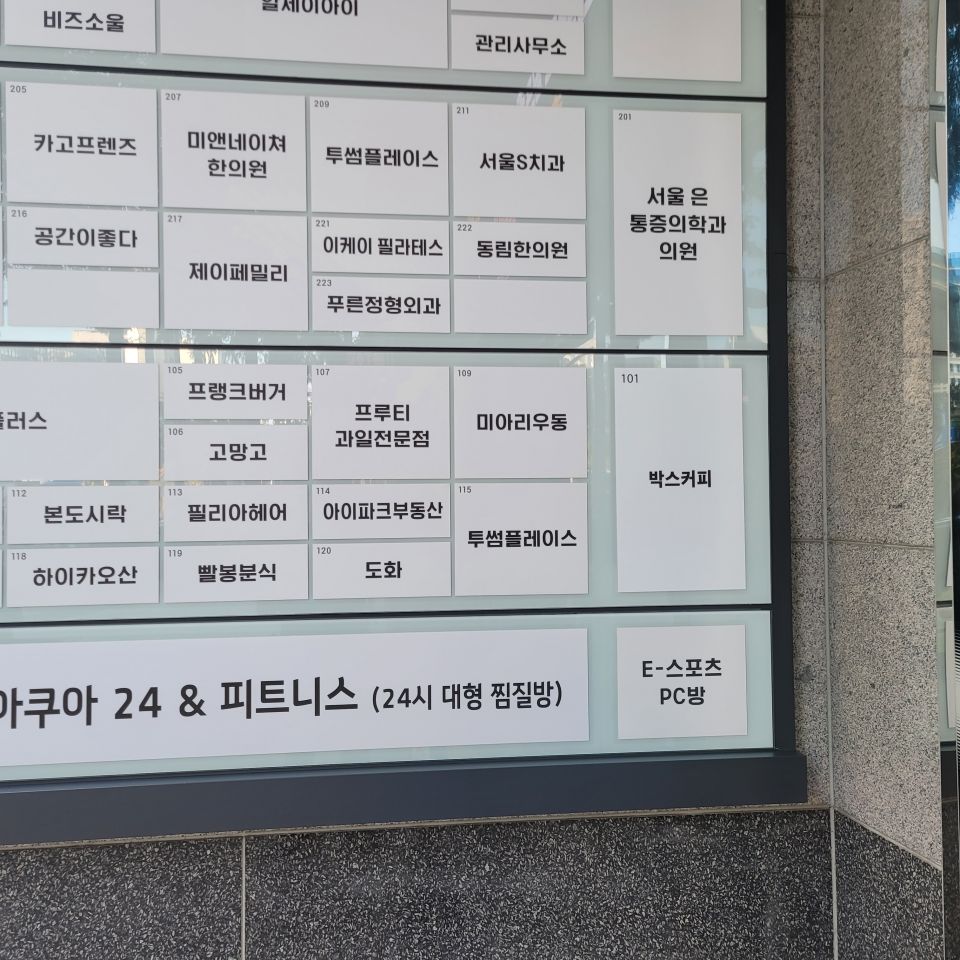 비즈소울
관리사무소
205
카고프렌즈
207
미앤네이쳐
한의원
209
투썸플레이스
211
서울S치과
201
서울 은
통증의학과
의원
216
공간이좋다
217
제이페밀리
221
이케이 필라테스
222
동림한의원
223
푸른정형외과
플러스
105
프랭크버거
106
고망고
107
프루티
과일전문점
109
미아리우동
101
박스커피
112
본도시락
113
필리아헤어
114
아이파크부동산
115
투썸플레이스
118
하이카오산
119
빨봉분식
120
도화
아쿠아 24 & 피트니스 (24시 대형 찜질방)
E-스포츠
PC방